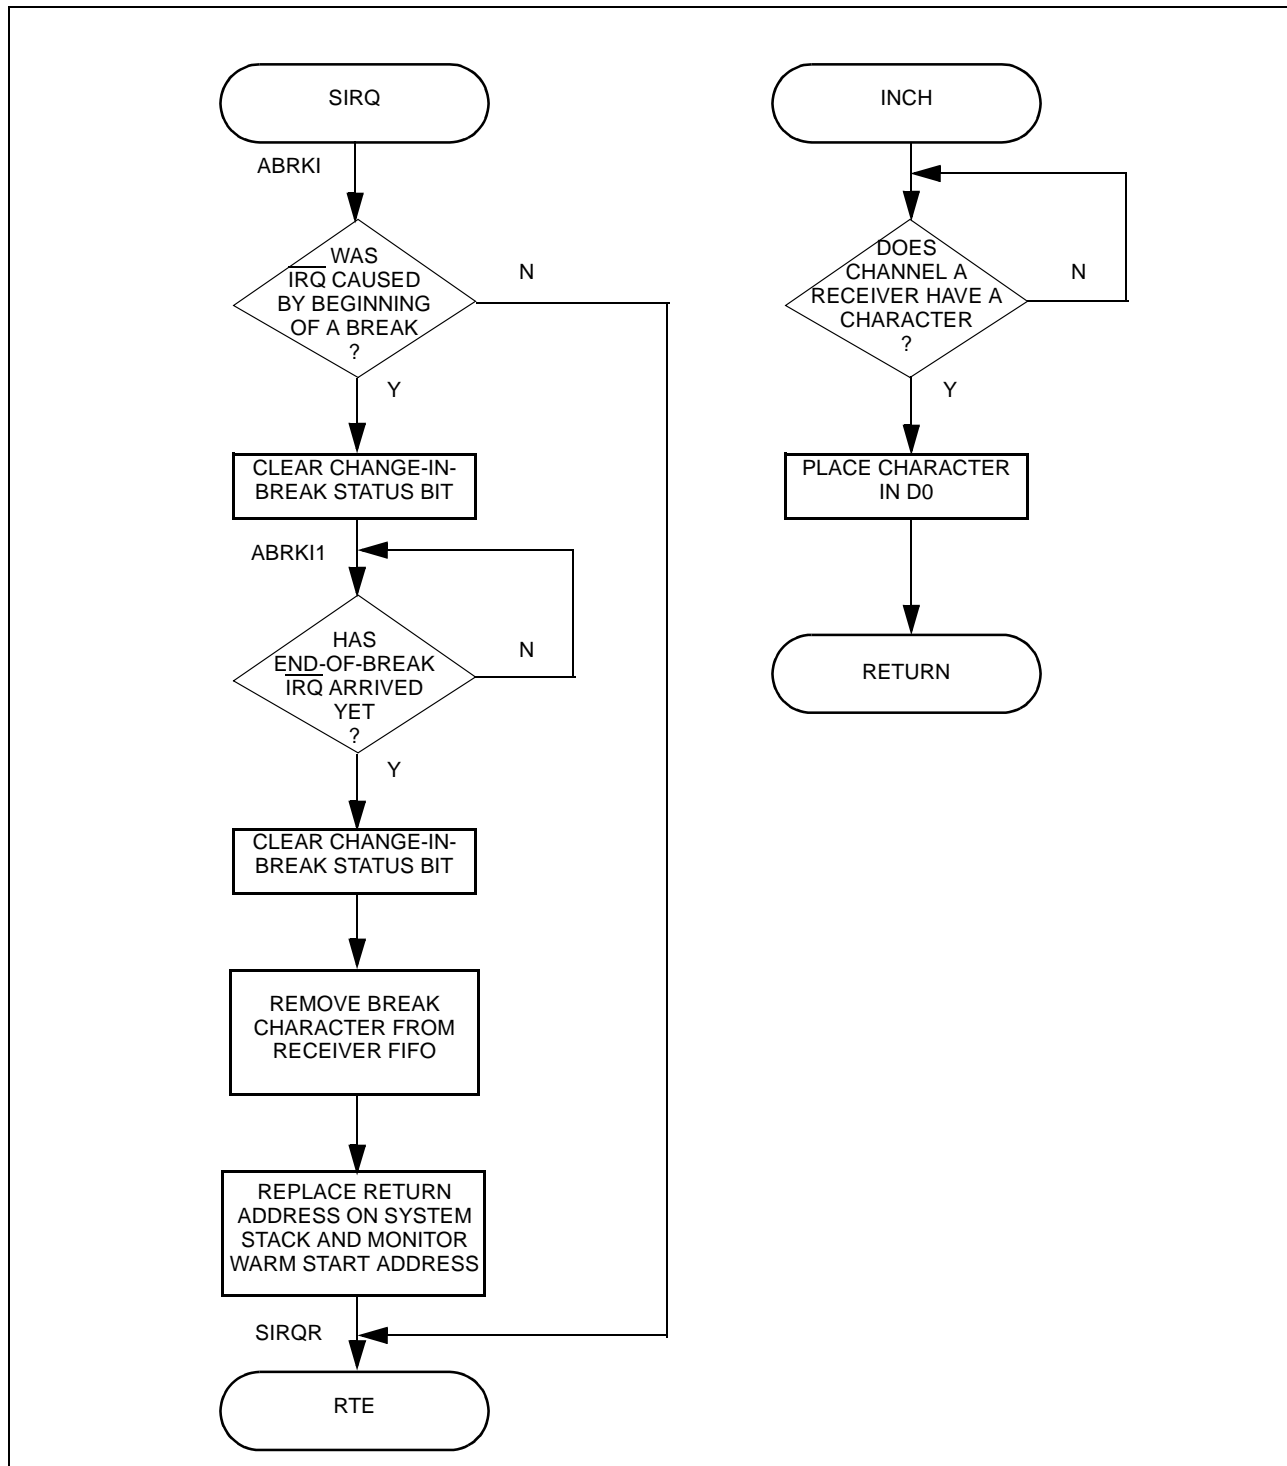 SIRQ
ABRKI
WAS
IRQ CAUSED
BY BEGINNING
OF A BREAK
?
N
Y
CLEAR CHANGE-IN-
BREAK STATUS BIT
ABRKI1
HAS
END-OF-BREAK
IRQ ARRIVED
YET
?
N
Y
CLEAR CHANGE-IN-
BREAK STATUS BIT
REMOVE BREAK
CHARACTER FROM
RECEIVER FIFO
REPLACE RETURN
ADDRESS ON SYSTEM
STACK AND MONITOR
WARM START ADDRESS
SIRQR
RTE
INCH
DOES
CHANNEL A
RECEIVER HAVE A
CHARACTER
?
N
Y
PLACE CHARACTER
IN D0
RETURN